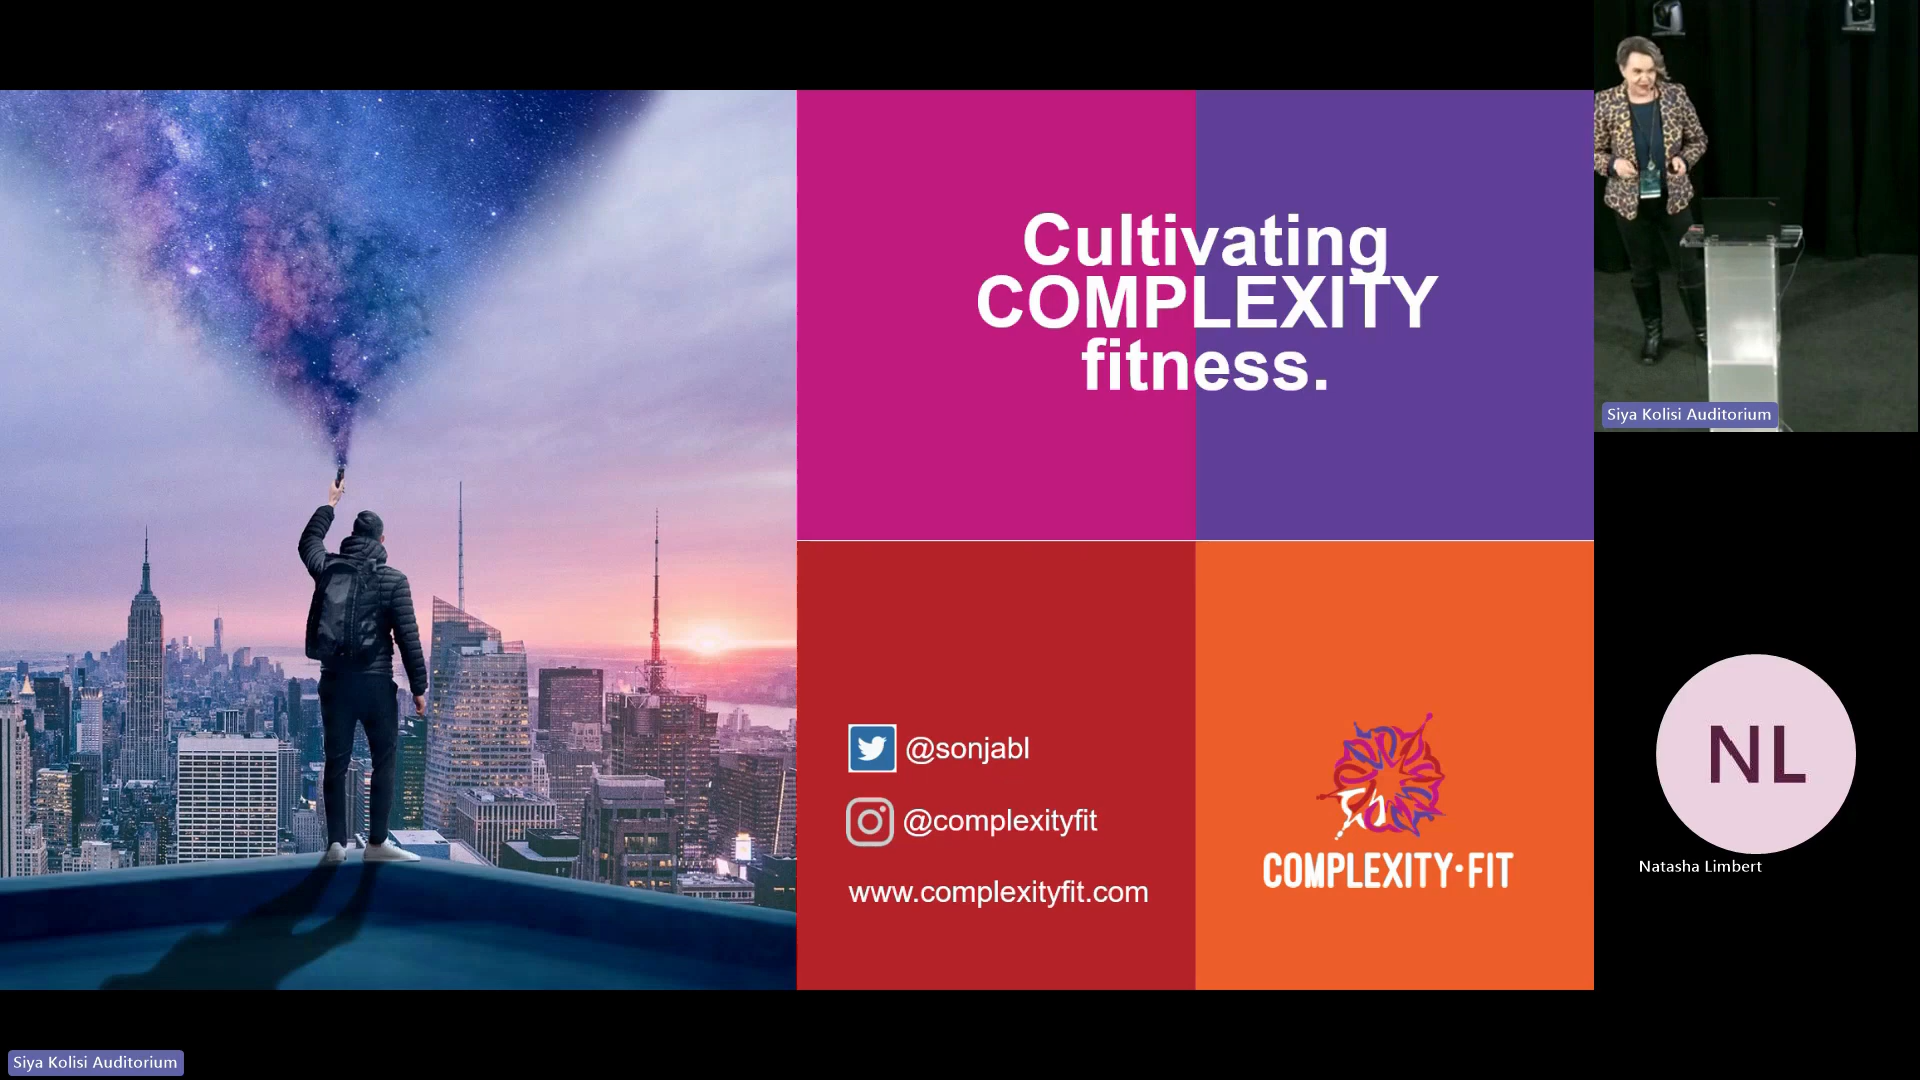 Cultivating
COMPLEXITY
fitness.
@sonjabl
@complexityfit
www.complexityfit.com
COMPLEXITY·FIT
Siya Kolisi Auditorium
NL
Natasha Limbert
Siya Kolisi Auditorium